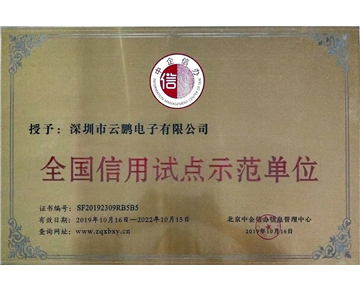 中企信办
信
授予：深圳市云鹏电子有限公司
全国信用试点示范单位
证书编号：SF20192309RB5B5
有效日期：2019年10月16日—2022年10月15日
查询网址：www.zqxbxy.cn
北京中企信办信息管理中心
2019年10月16日